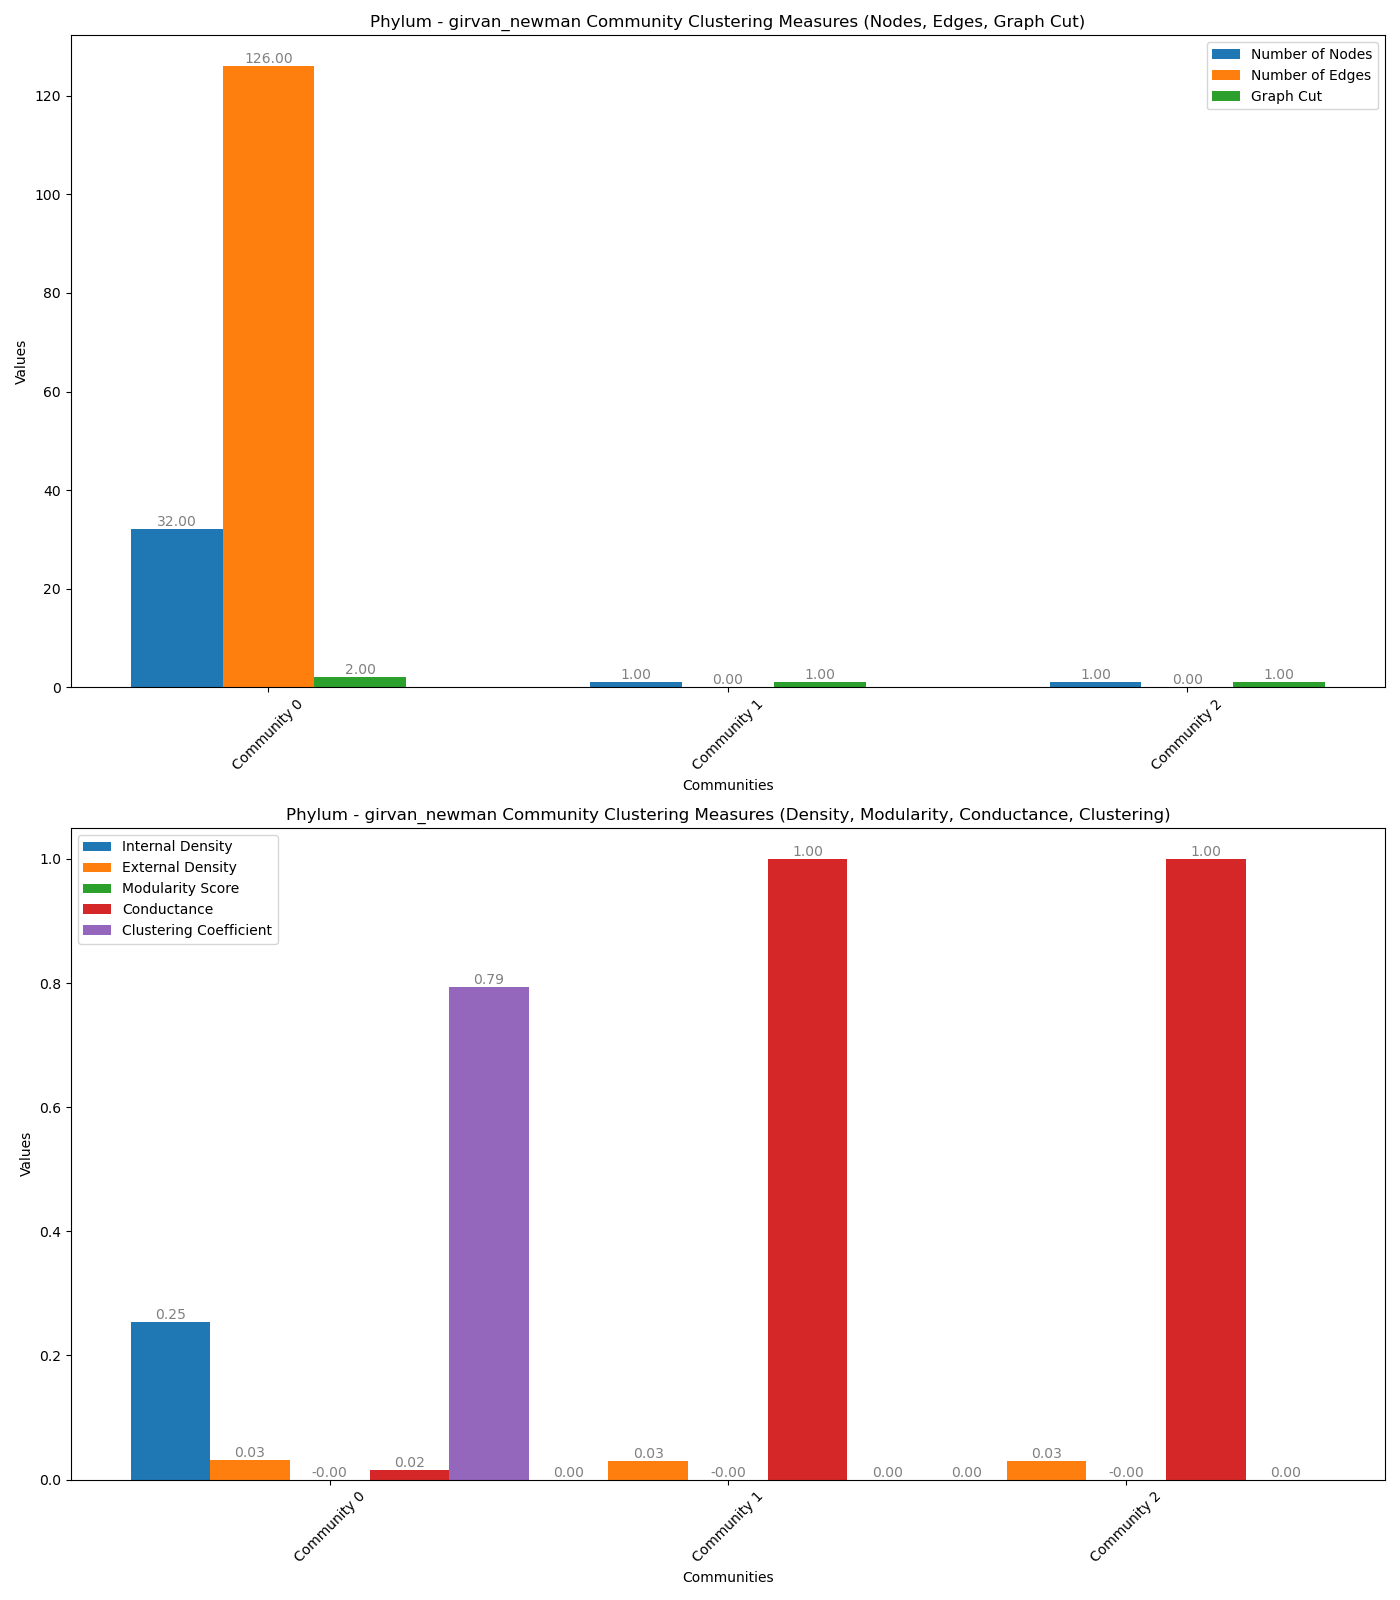 Phylum - girvan_newman Community Clustering Measures (Nodes, Edges, Graph Cut)
Number of Nodes
Number of Edges
Graph Cut
Values
120
100
80
60
40
20
0
32.00
126.00
2.00
1.00
0.00
1.00
1.00
0.00
1.00
Community 0
Community 1
Community 2
Communities
Phylum - girvan_newman Community Clustering Measures (Density, Modularity, Conductance, Clustering)
Internal Density
External Density
Modularity Score
Conductance
Clustering Coefficient
Values
1.0
0.8
0.6
0.4
0.2
0.0
0.25
0.03
-0.00
0.02
0.79
0.00
0.03
-0.00
1.00
0.00
0.00
0.03
-0.00
1.00
0.00
Community 0
Community 1
Community 2
Communities